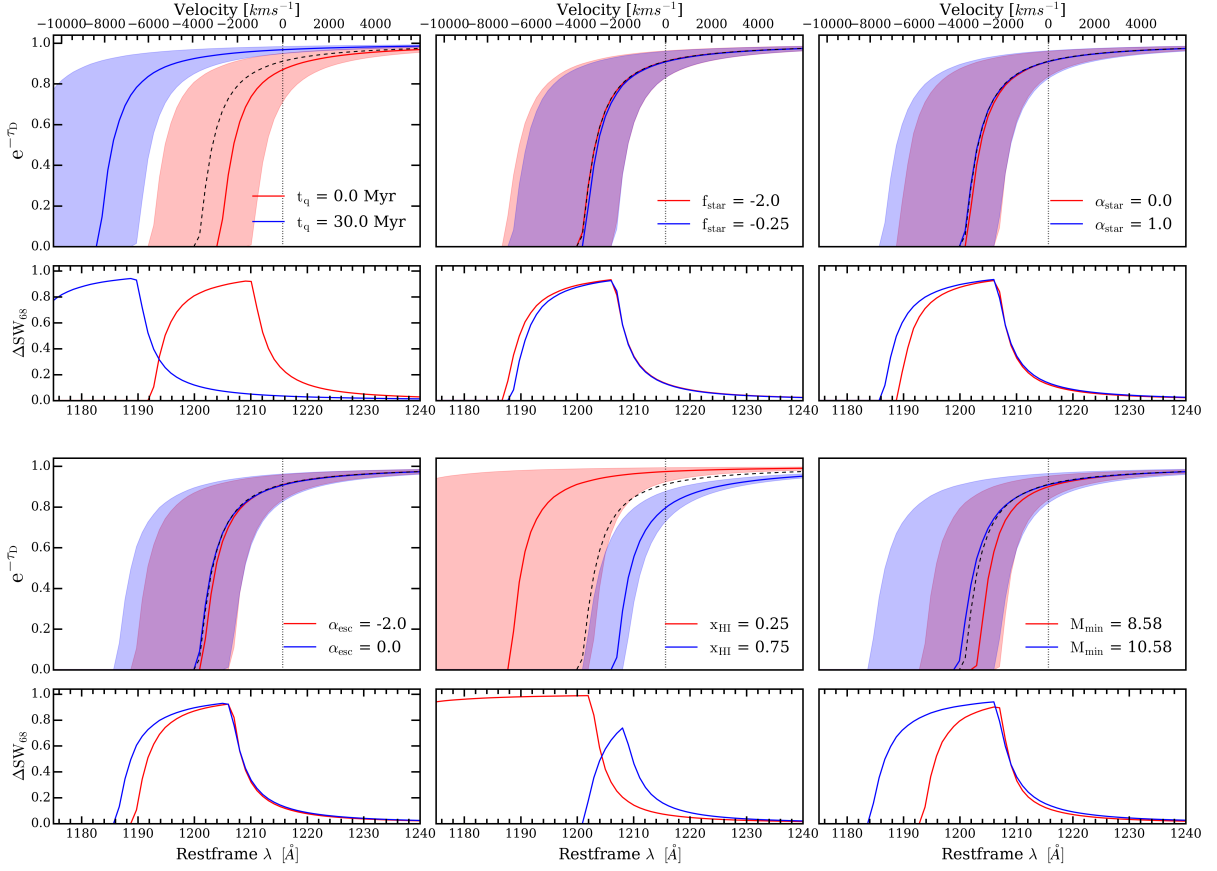 Velocity [kms⁻¹] Velocity [kms⁻¹] Velocity [kms⁻¹]
−10000 −8000 −6000 −4000 −2000 0 2000 4000 −10000 −8000 −6000 −4000 −2000 0 2000 4000 −10000 −8000 −6000 −4000 −2000 0 2000 4000
e^{−τ_D}
1.0
0.8
0.6
0.4
0.2
0.0
t_q = 0.0 Myr
t_q = 30.0 Myr
f_star = -2.0
f_star = -0.25
α_star = 0.0
α_star = 1.0
ΔSW_68
1.0
0.8
0.6
0.4
0.2
0.0
1180 1190 1200 1210 1220 1230 1240 1180 1190 1200 1210 1220 1230 1240 1180 1190 1200 1210 1220 1230 1240
e^{−τ_D}
1.0
0.8
0.6
0.4
0.2
0.0
α_esc = -2.0
α_esc = 0.0
x_HI = 0.25
x_HI = 0.75
M_min = 8.58
M_min = 10.58
ΔSW_68
1.0
0.8
0.6
0.4
0.2
0.0
1180 1190 1200 1210 1220 1230 1240 1180 1190 1200 1210 1220 1230 1240 1180 1190 1200 1210 1220 1230 1240
Restframe λ [Å] Restframe λ [Å] Restframe λ [Å]